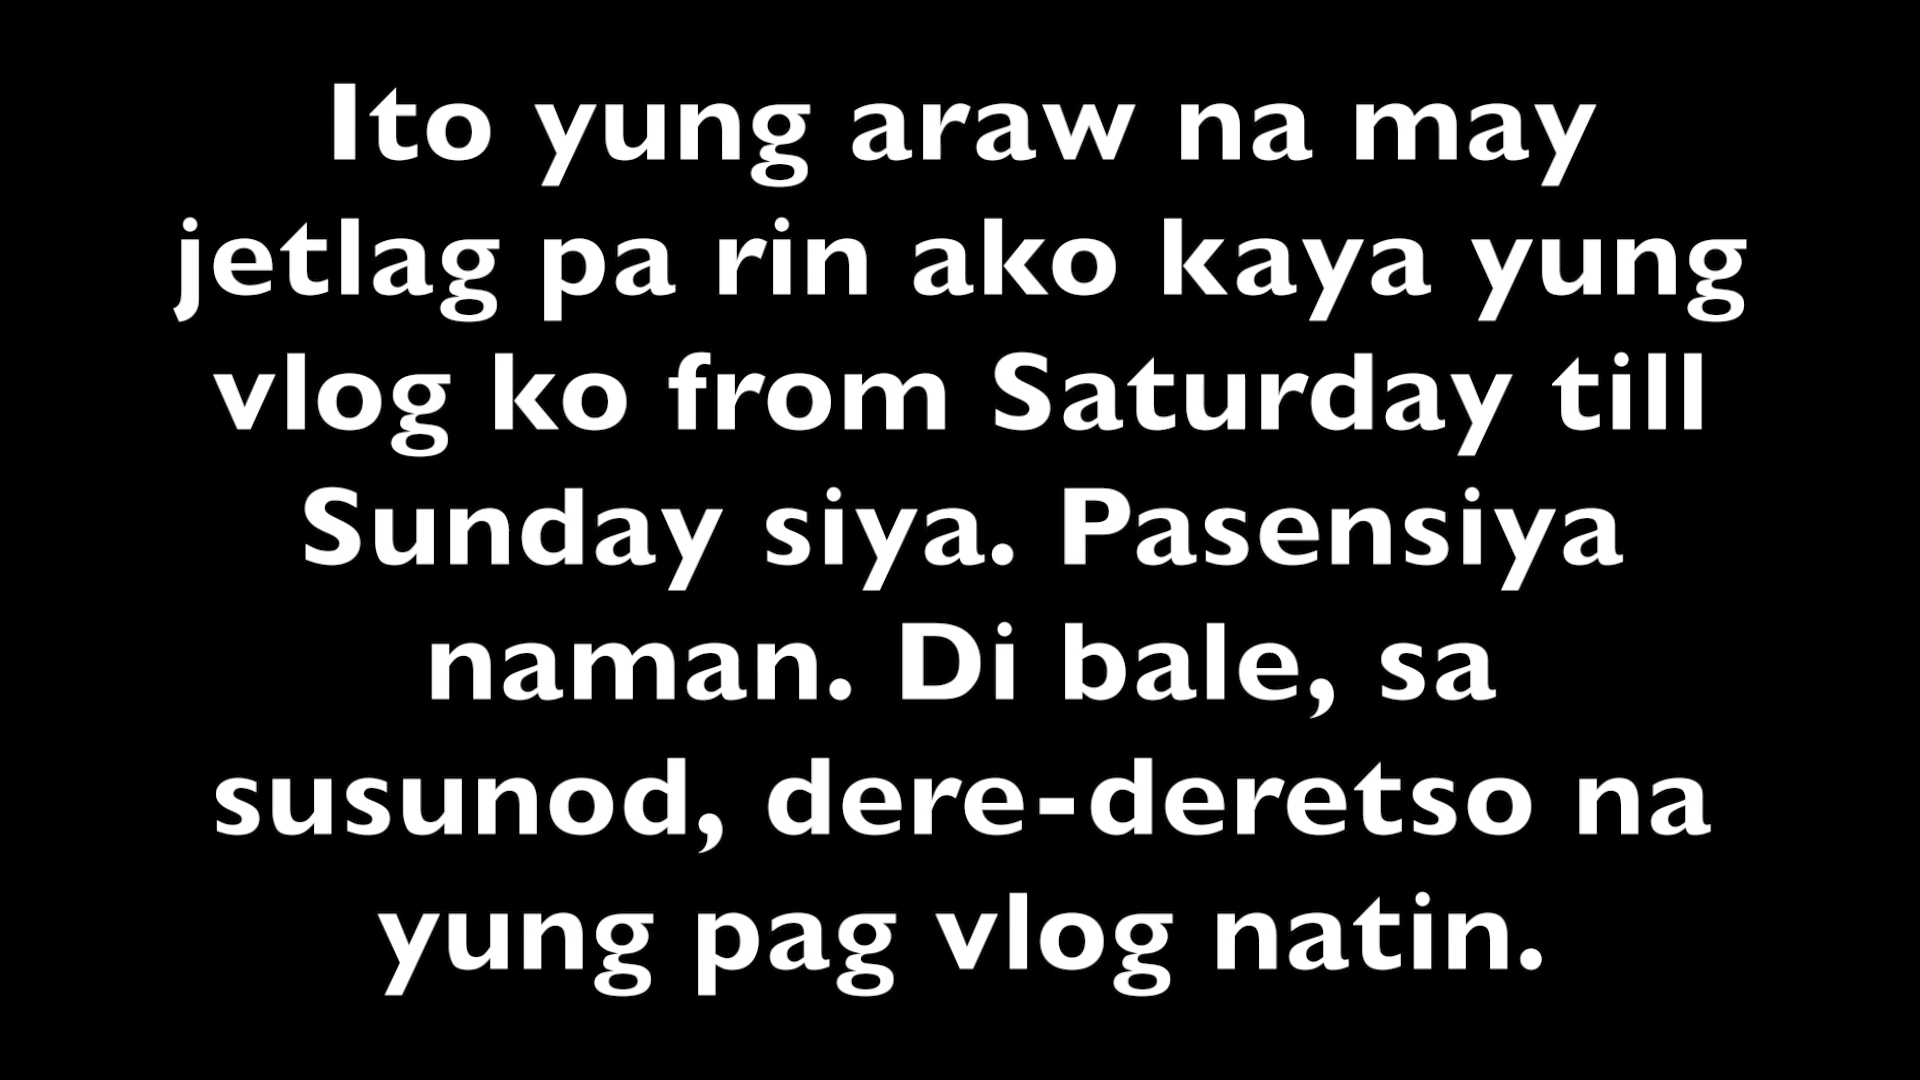 Ito yung araw na may
jetlag pa rin ako kaya yung
vlog ko from Saturday till
Sunday siya. Pasensiya
naman. Di bale, sa
susunod, dere-deretso na
yung pag vlog natin.